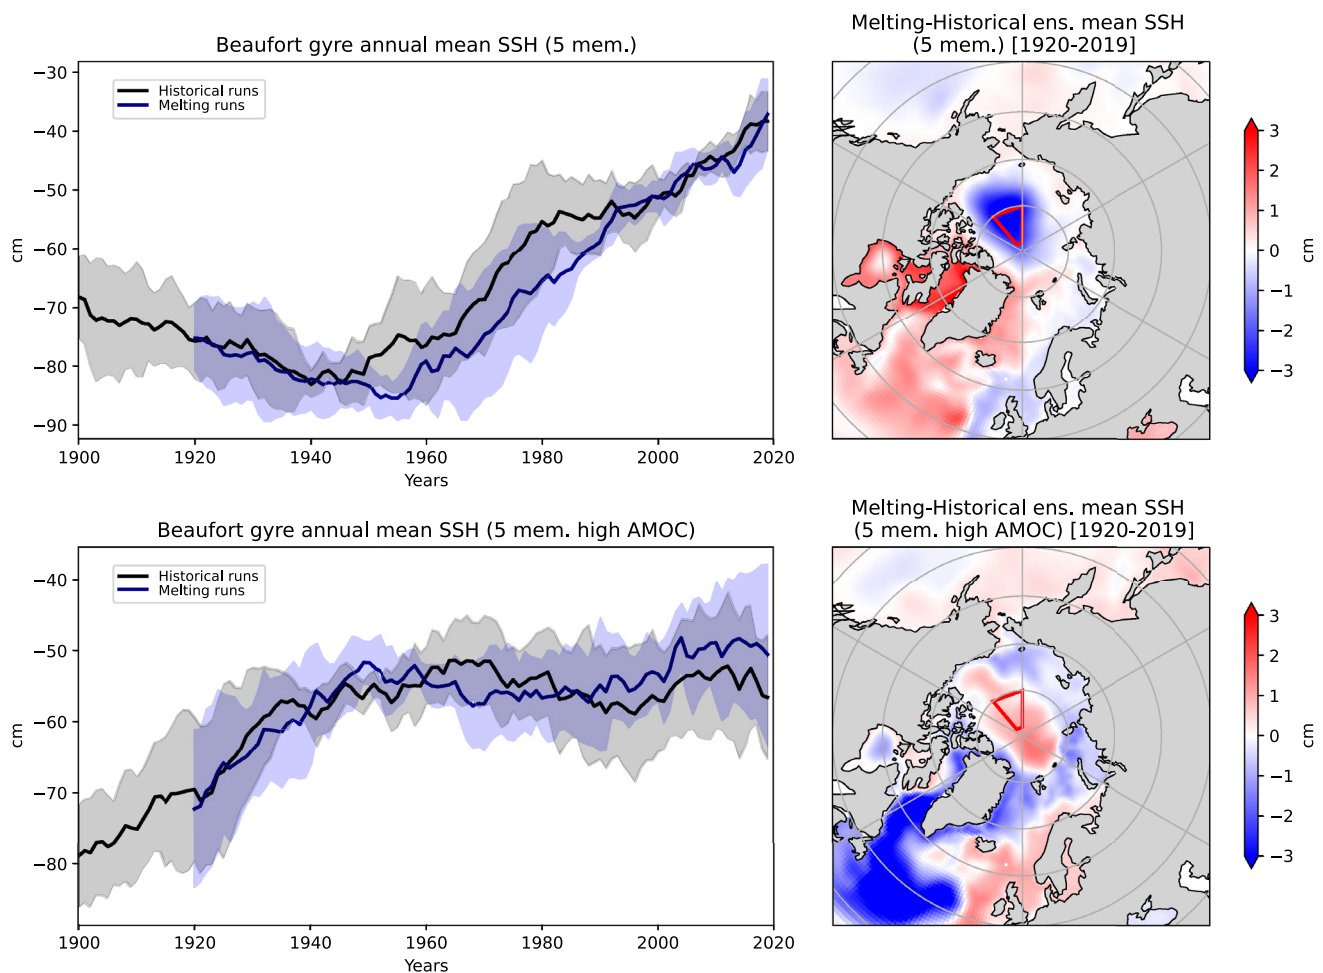 Beaufort gyre annual mean SSH (5 mem.)
−30
−40
−50
−60
−70
−80
−90
cm
Historical runs
Melting runs
1900
1920
1940
1960
1980
2000
2020
Years
Melting-Historical ens. mean SSH
(5 mem.) [1920-2019]
3
2
1
0
−1
−2
−3
cm
Beaufort gyre annual mean SSH (5 mem. high AMOC)
−40
−50
−60
−70
−80
cm
Historical runs
Melting runs
1900
1920
1940
1960
1980
2000
2020
Years
Melting-Historical ens. mean SSH
(5 mem. high AMOC) [1920-2019]
3
2
1
0
−1
−2
−3
cm